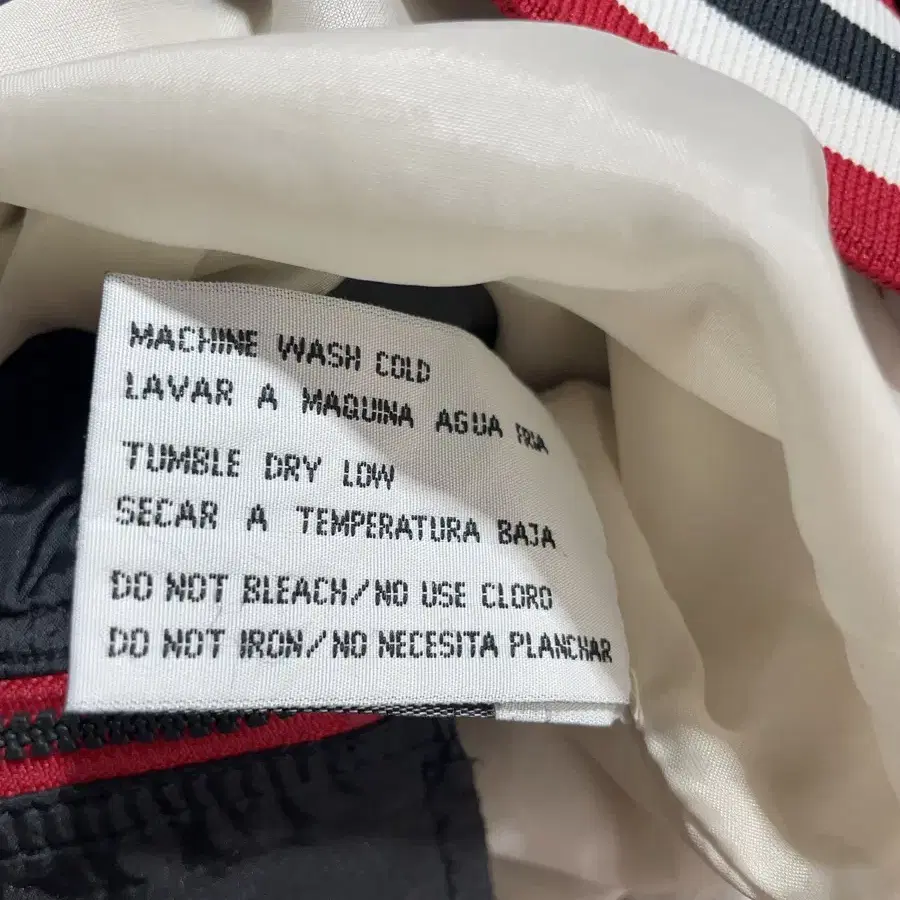 MACHINE WASH COLD
LAVAR A MAQUINA AGUA FRIA
TUMBLE DRY LOW
SECAR A TEMPERATURA BAJA
DO NOT BLEACH/NO USE CLORO
DO NOT IRON/NO NECESITA PLANCHAR